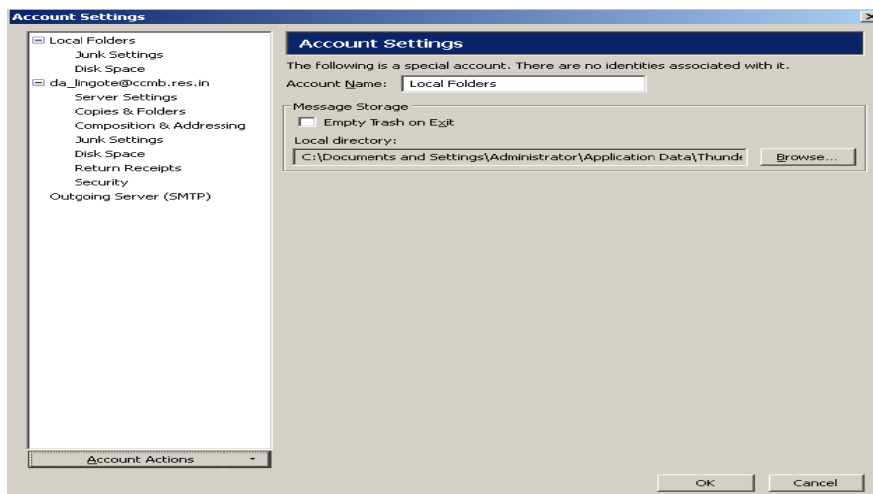 Account Settings
Local Folders
Junk Settings
Disk Space
da_lingote@ccmb.res.in
Server Settings
Copies & Folders
Composition & Addressing
Junk Settings
Disk Space
Return Receipts
Security
Outgoing Server (SMTP)
Account Actions
Account Settings
The following is a special account. There are no identities associated with it.
Account Name: Local Folders
Message Storage
Empty Trash on Exit
Local directory:
C:\Documents and Settings\Administrator\Application Data\Thunde Browse...
OK Cancel